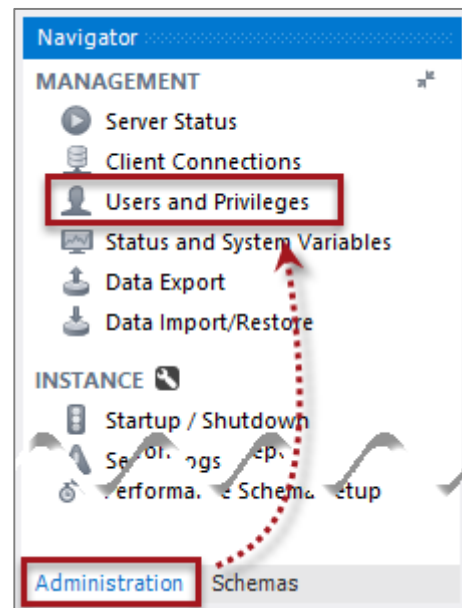 Navigator
MANAGEMENT
Server Status
Client Connections
Users and Privileges
Status and System Variables
Data Export
Data Import/Restore
INSTANCE
Startup / Shutdown
Schema
Administration Schemas